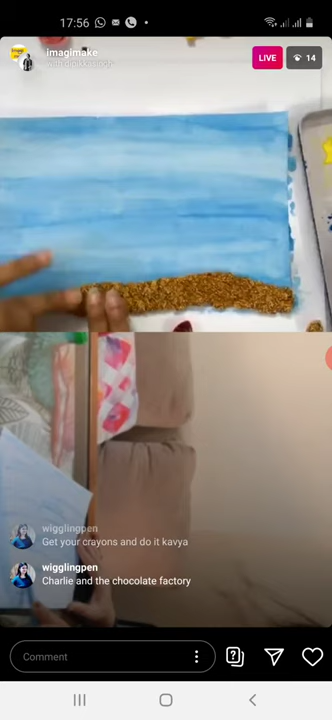 17:56
imagimake
LIVE
14
wigglingpen
Get your crayons and do it kavya
wigglingpen
Charlie and the chocolate factory
Comment